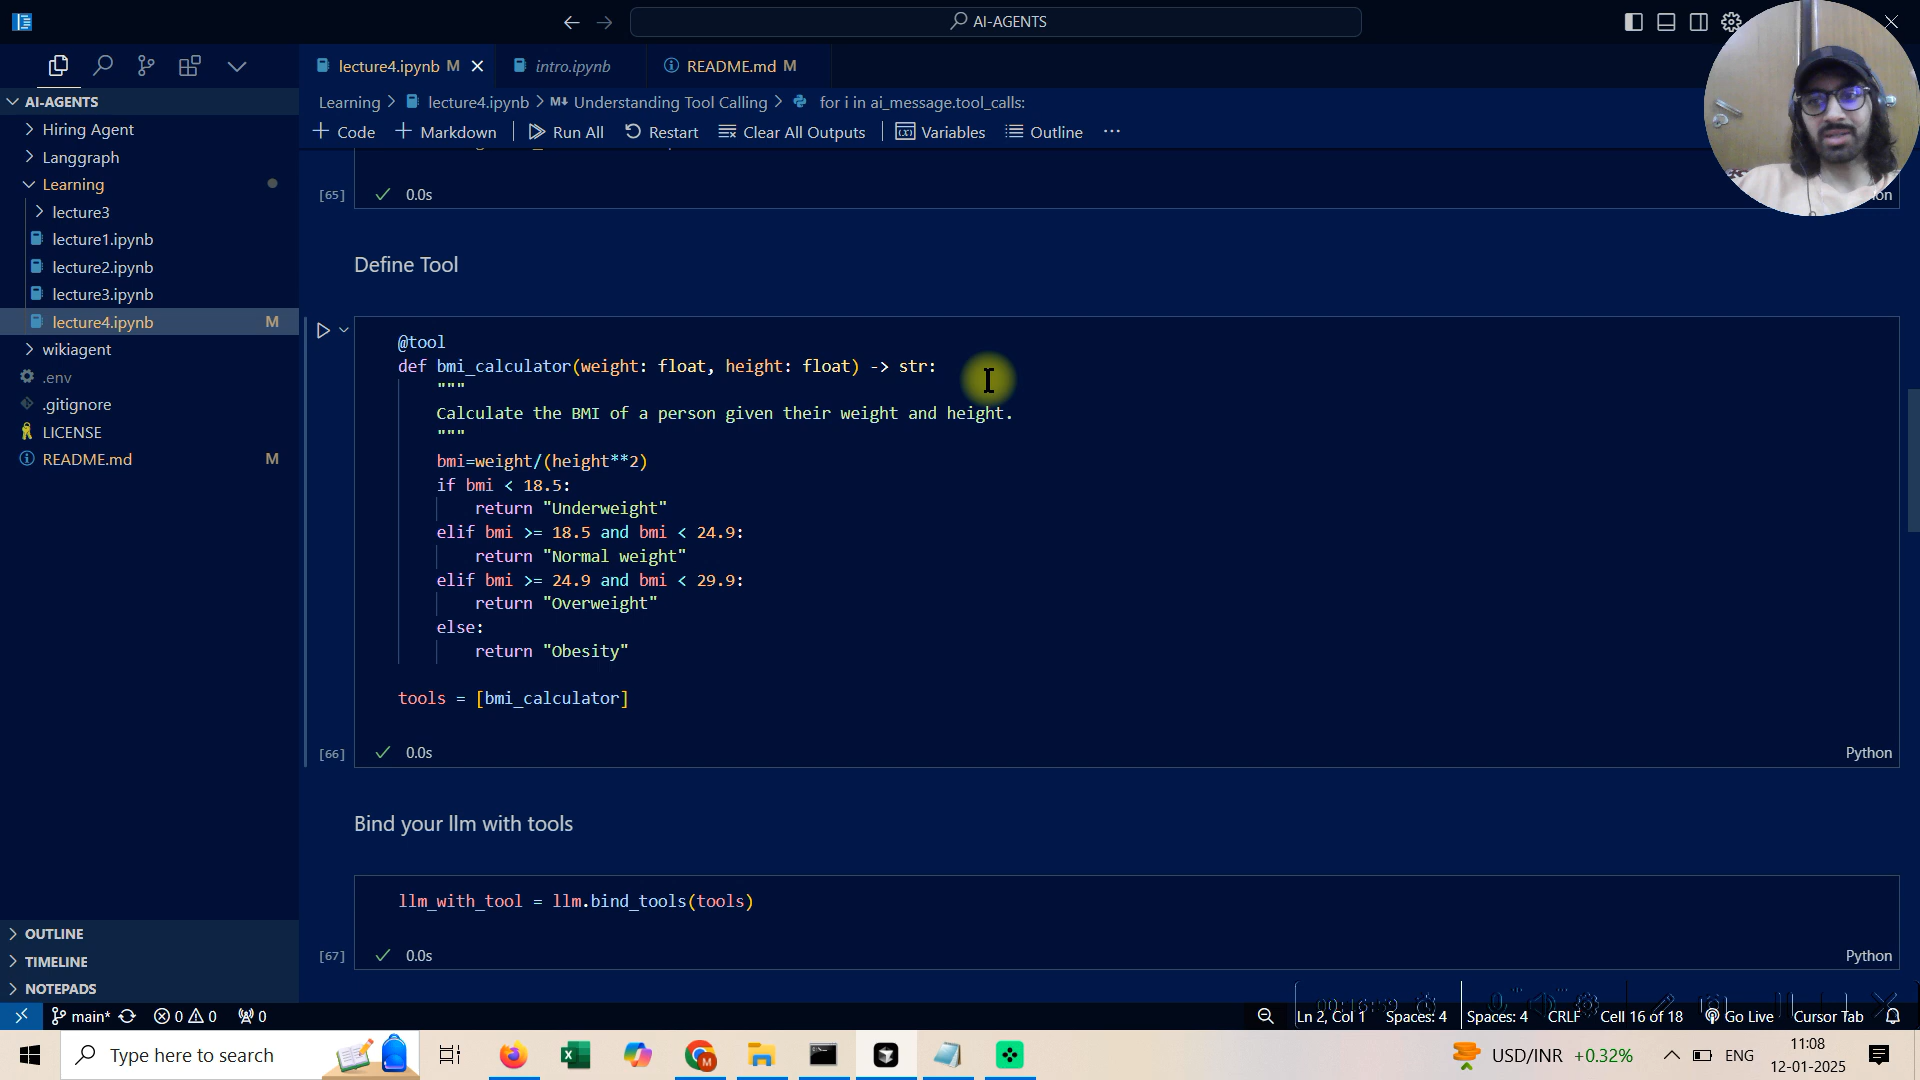 AI-AGENTS
lecture4.ipynb M
intro.ipynb
README.md M
AI-AGENTS
Learning > lecture4.ipynb > Understanding Tool Calling > for i in ai_message.tool_calls:
Hiring Agent
Code
Markdown
Run All
Restart
Clear All Outputs
Variables
Outline
Langgraph
Learning
lecture3
lecture1.ipynb
lecture2.ipynb
lecture3.ipynb
lecture4.ipynb M
wikiagent
.env
.gitignore
LICENSE
README.md M
[65] 0.0s
Define Tool
@tool
def bmi_calculator(weight: float, height: float) -> str:
"""
Calculate the BMI of a person given their weight and height.
"""
bmi=weight/(height**2)
if bmi < 18.5:
return "Underweight"
elif bmi >= 18.5 and bmi < 24.9:
return "Normal weight"
elif bmi >= 24.9 and bmi < 29.9:
return "Overweight"
else:
return "Obesity"
tools = [bmi_calculator]
[66] 0.0s Python
Bind your llm with tools
llm_with_tool = llm.bind_tools(tools)
[67] 0.0s Python
OUTLINE
TIMELINE
NOTEPADS
main* 0 0 0 Ln 2, Col 1 Spaces: 4 Spaces: 4 CRLF Cell 16 of 18 Go Live Cursor Tab
Type here to search
USD/INR +0.32%
ENG
11:08
12-01-2025